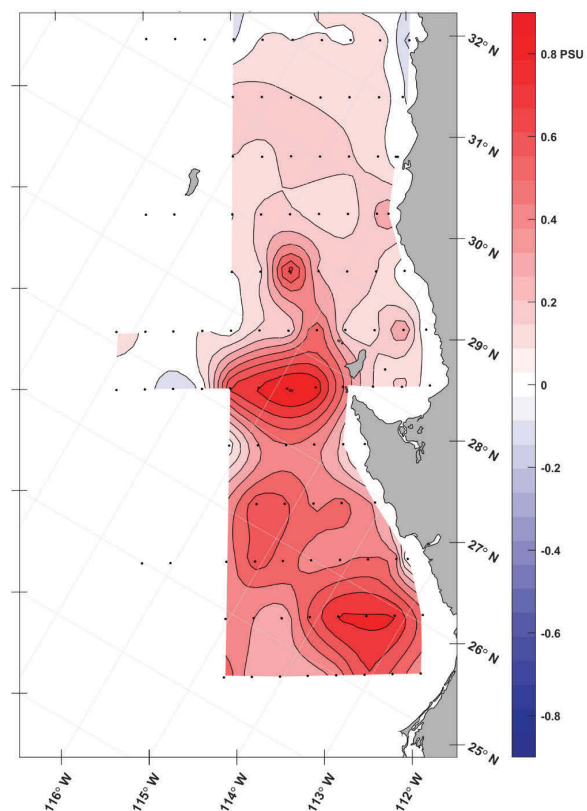 32° N
31° N
30° N
29° N
28° N
27° N
26° N
25° N
116° W
115° W
114° W
113° W
112° W
0.8 PSU
0.6
0.4
0.2
0
-0.2
-0.4
-0.6
-0.8